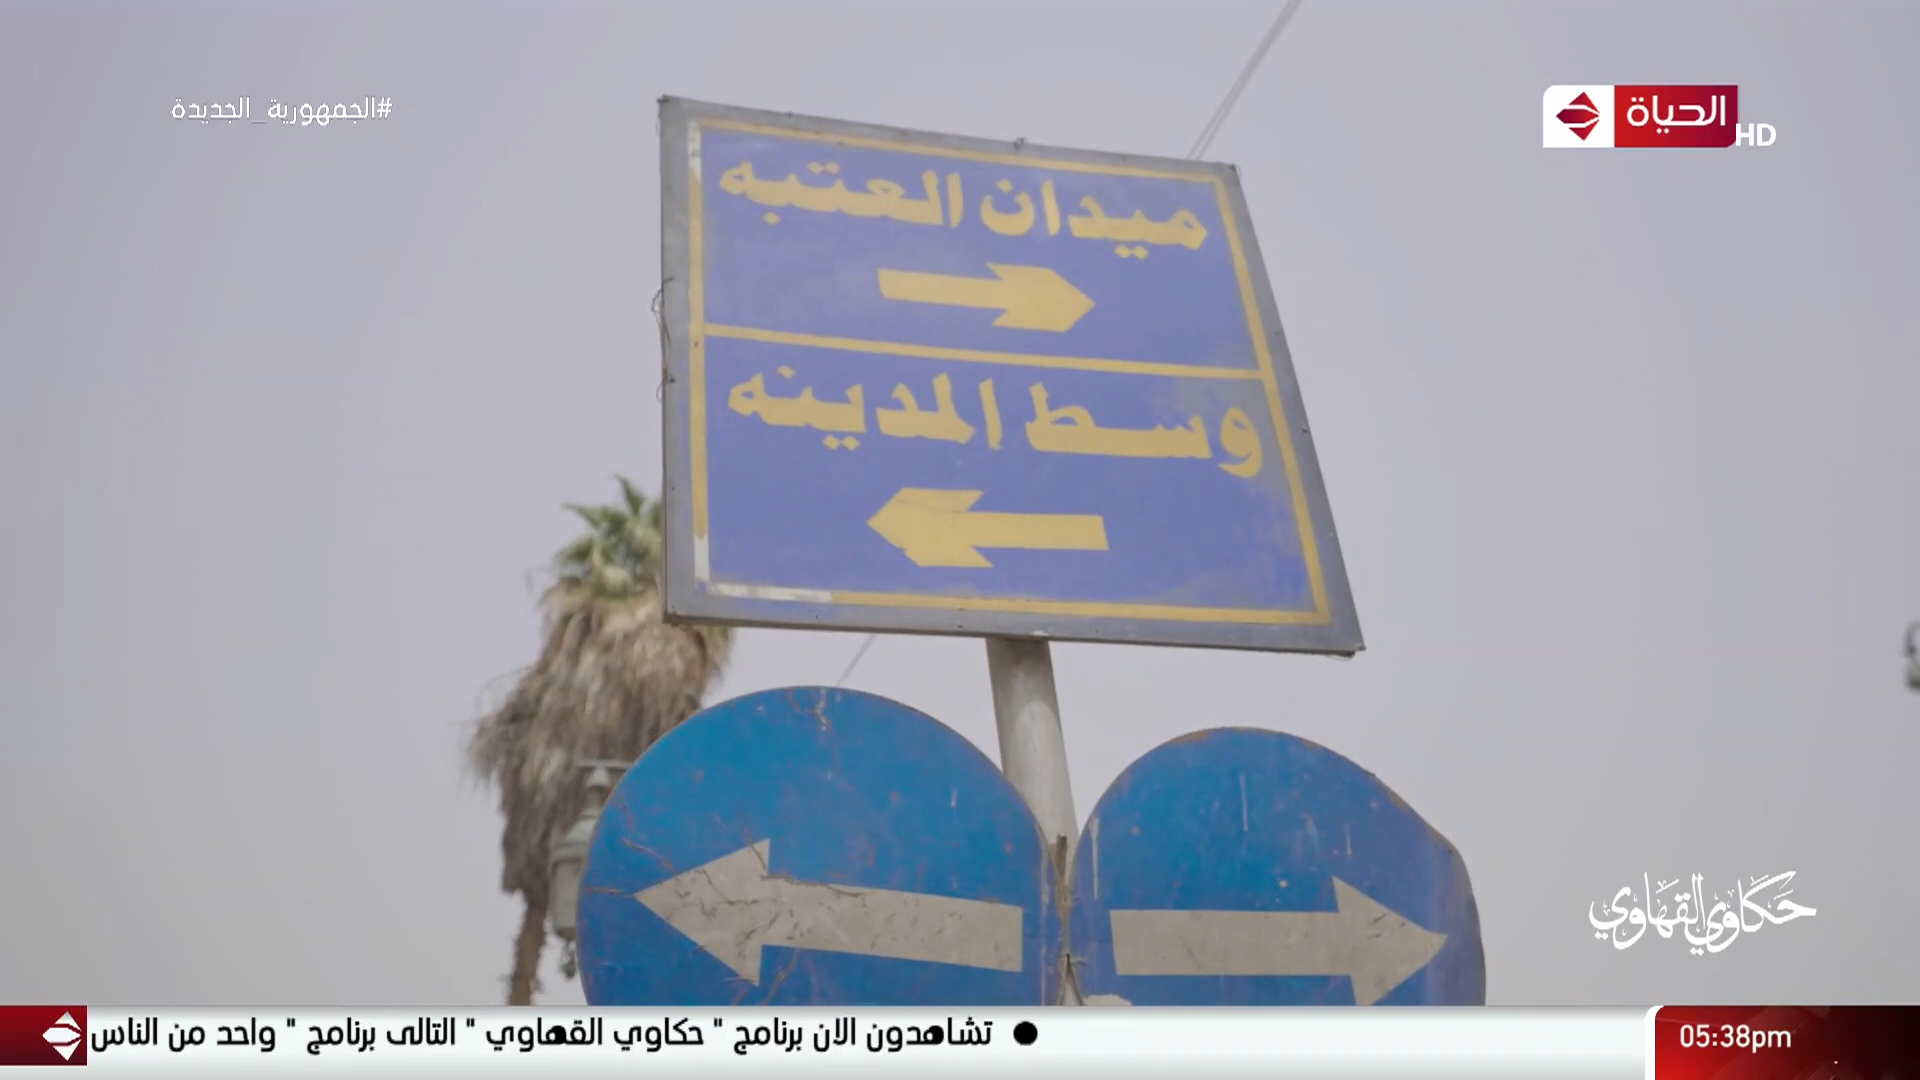 #الجمهورية_الجديدة
الحياة
HD
ميدان العتبه
وسط المدينه
حكاوي القهاوي
تشاهدون الان برنامج " حكاوي القهاوي " التالى برنامج " واحد من الناس
05:38pm